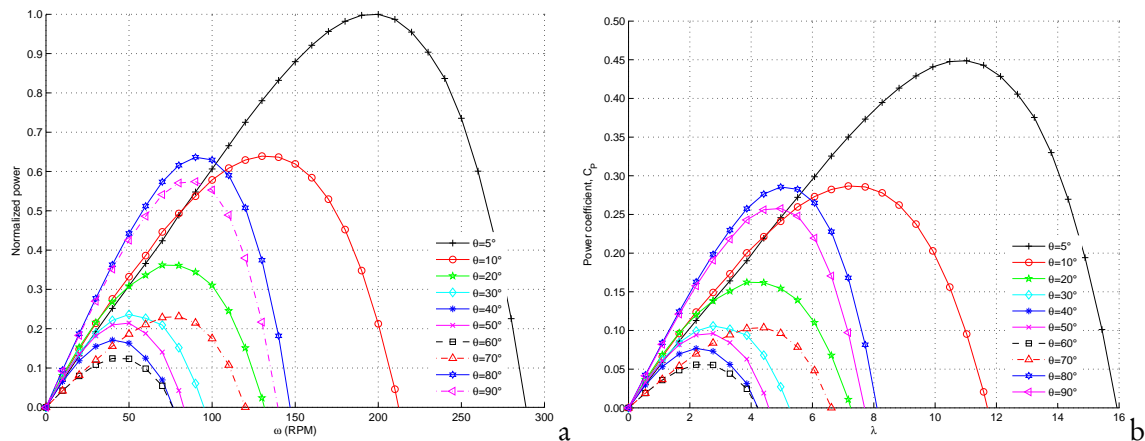 1.0
0.9
0.8
0.7
0.6
0.5
0.4
0.3
0.2
0.1
0.0
Normalized power
0
50
100
150
200
250
300
ω (RPM)
θ=5°
θ=10°
θ=20°
θ=30°
θ=40°
θ=50°
θ=60°
θ=70°
θ=80°
θ=90°
a
0.50
0.45
0.40
0.35
0.30
0.25
0.20
0.15
0.10
0.05
0.00
Power coefficient, C_P
0
2
4
6
8
10
12
14
16
λ
θ=5°
θ=10°
θ=20°
θ=30°
θ=40°
θ=50°
θ=60°
θ=70°
θ=80°
θ=90°
b